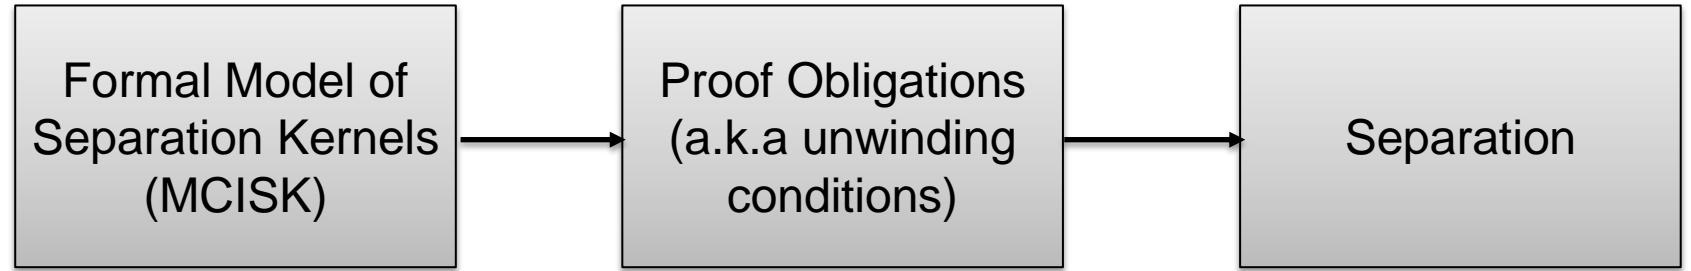 Formal Model of
Separation Kernels
(MCISK)
Proof Obligations
(a.k.a unwinding
conditions)
Separation